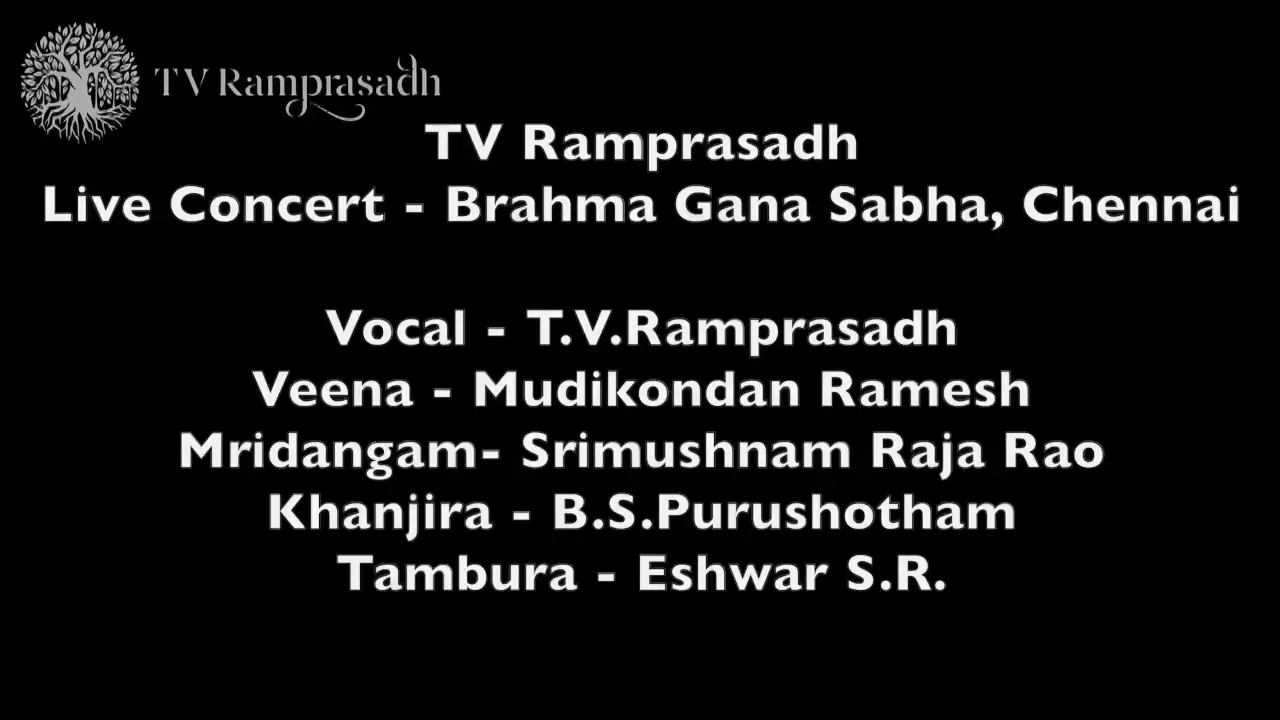 TV Ramprasadh
TV Ramprasadh
Live Concert - Brahma Gana Sabha, Chennai
Vocal - T.V.Ramprasadh
Veena - Mudikondan Ramesh
Mridangam- Srimushnam Raja Rao
Khanjira - B.S.Purushotham
Tambura - Eshwar S.R.